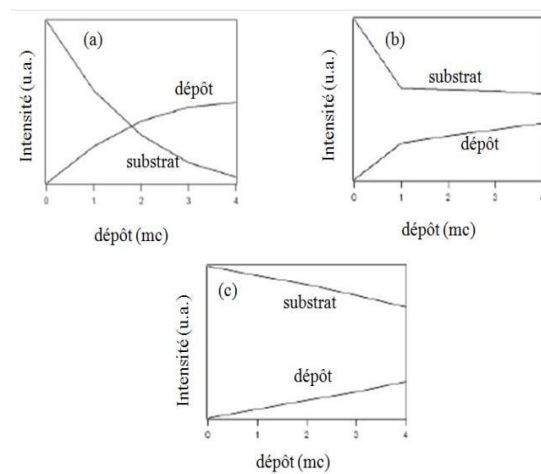 (a)
Intensité (u.a.)
dépôt
substrat
0 1 2 3 4
dépôt (mc)
(b)
Intensité (u.a.)
substrat
dépôt
0 1 2 3 4
dépôt (mc)
(c)
Intensité (u.a.)
substrat
dépôt
0 1 2 3 4
dépôt (mc)